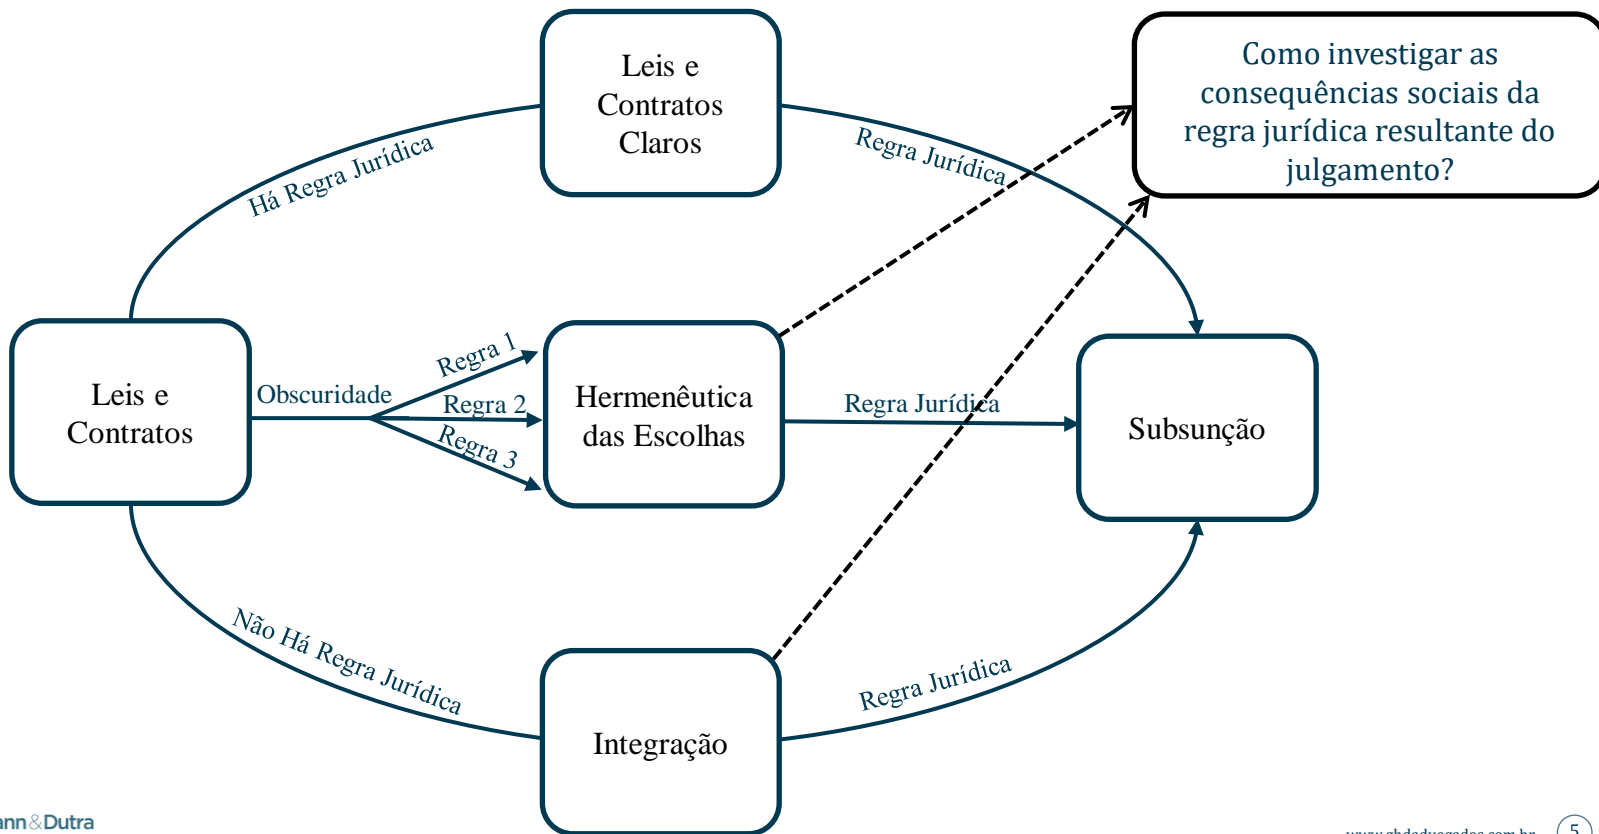 Leis e
Contratos
Claros
Como investigar as
consequências sociais da
regra jurídica resultante do
julgamento?
Há Regra Jurídica
Regra Jurídica
Leis e
Contratos
Obscuridade
Regra 1
Regra 2
Regra 3
Hermenêutica
das Escolhas
Regra Jurídica
Subsunção
Não Há Regra Jurídica
Integração
Regra Jurídica
ann&Dutra
5